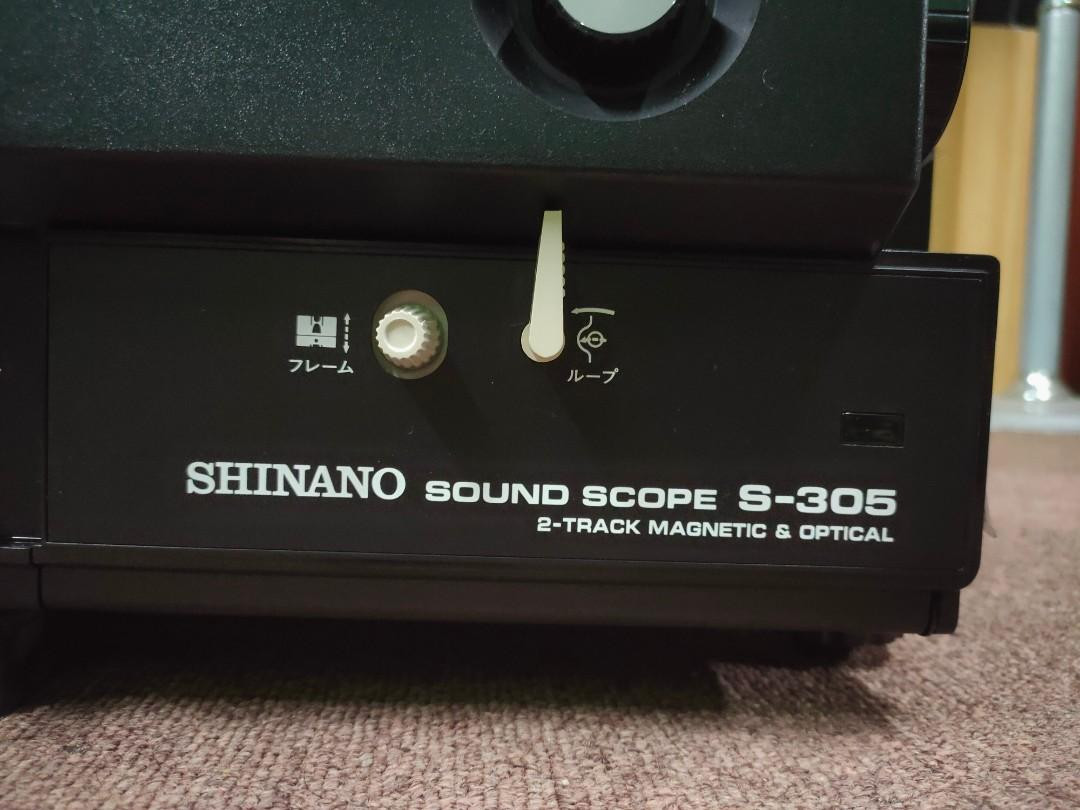 フレーム
ループ
SHINANO SOUND SCOPE S-305
2-TRACK MAGNETIC & OPTICAL